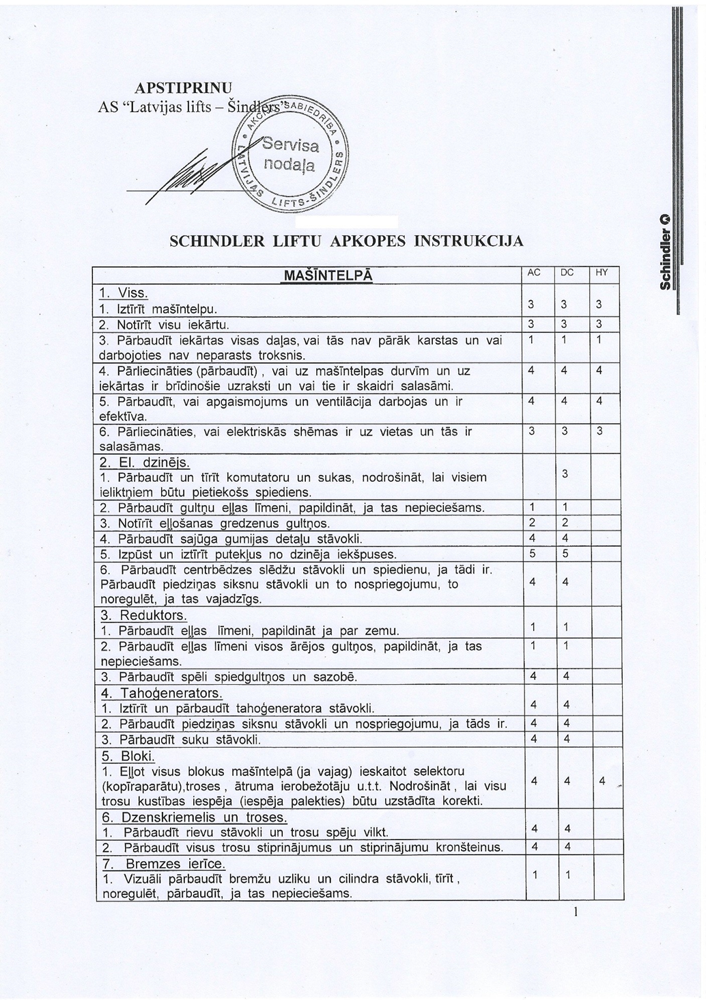 APSTIPRINU
AS “Latvijas lifts – Šindlers”
AKCIJU SABIEDRĪBA
LATVIJAS LIFTS-ŠINDLERS
Servisa
nodaļa
Schindler
SCHINDLER LIFTU APKOPES INSTRUKCIJA
MAŠĪNTELPĀ AC DC HY
1. Viss.
1. Iztīrīt mašīntelpu. 3 3 3
2. Notīrīt visu iekārtu. 3 3 3
3. Pārbaudīt iekārtas visas daļas, vai tās nav pārāk karstas un vai 1 1 1
darbojoties nav neparasts troksnis.
4. Pārliecināties (pārbaudīt) , vai uz mašīntelpas durvīm un uz 4 4 4
iekārtas ir brīdinošie uzraksti un vai tie ir skaidri salasāmi.
5. Pārbaudīt, vai apgaismojums un ventilācija darbojas un ir 4 4 4
efektīva.
6. Pārliecināties, vai elektriskās shēmas ir uz vietas un tās ir 3 3 3
salasāmas.
2. El. dzinējs.
1. Pārbaudīt un tīrīt komutatoru un sukas, nodrošināt, lai visiem 3
ieliktņiem būtu pietiekošs spiediens.
2. Pārbaudīt gultņu eļļas līmeni, papildināt, ja tas nepieciešams. 1 1
3. Notīrīt eļļošanas gredzenus gultņos. 2 2
4. Pārbaudīt sajūga gumijas detaļu stāvokli. 4 4
5. Izpūst un iztīrīt putekļus no dzinēja iekšpuses. 5 5
6. Pārbaudīt centrbēdzes slēdžu stāvokli un spiedienu, ja tādi ir.
Pārbaudīt piedziņas siksnu stāvokli un to nospriegojumu, to 4 4
noregulēt, ja tas vajadzīgs.
3. Reduktors.
1. Pārbaudīt eļļas līmeni, papildināt ja par zemu. 1 1
2. Pārbaudīt eļļas līmeni visos ārējos gultņos, papildināt, ja tas 1 1
nepieciešams.
3. Pārbaudīt spēli spiedgultņos un sazobē. 4 4
4. Tahoģenerators.
1. Iztīrīt un pārbaudīt tahoģeneratora stāvokli. 4 4
2. Pārbaudīt piedziņas siksnu stāvokli un nospriegojumu, ja tāds ir. 4 4
3. Pārbaudīt suku stāvokli. 4 4
5. Bloki.
1. Eļļot visus blokus mašīntelpā (ja vajag) ieskaitot selektoru
(kopīraparātu),troses , ātruma ierobežotāju u.t.t. Nodrošināt , lai visu 4 4 4
trosu kustības iespēja (iespēja palekties) būtu uzstādīta korekti.
6. Dzenskriemelis un troses.
1. Pārbaudīt rievu stāvokli un trosu spēju vilkt. 4 4
2. Pārbaudīt visus trosu stiprinājumus un stiprinājumu kronšteinus. 4 4
7. Bremzes ierīce.
1. Vizuāli pārbaudīt bremžu uzliku un cilindra stāvokli, tīrīt , 1 1
noregulēt, pārbaudīt, ja tas nepieciešams.
1